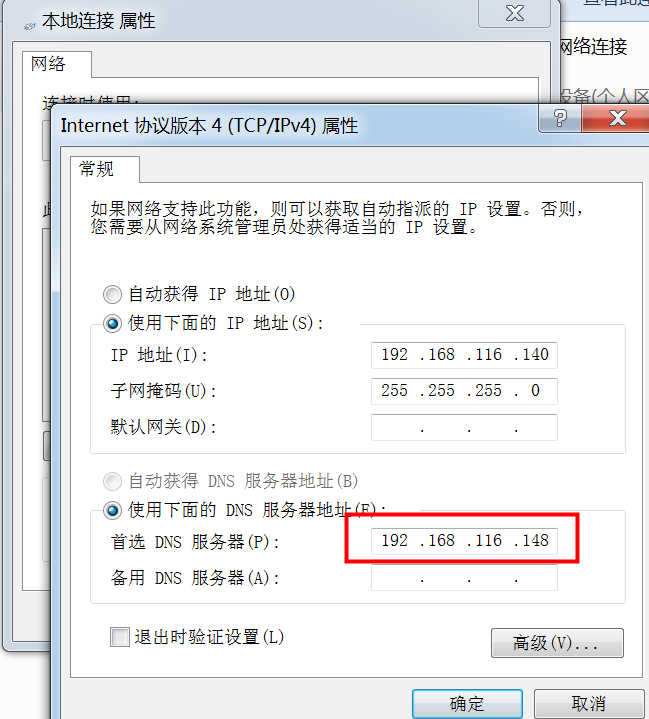 本地连接 属性
网络连接
网络
Internet 协议版本 4 (TCP/IPv4) 属性
常规
如果网络支持此功能，则可以获取自动指派的 IP 设置。否则，
您需要从网络系统管理员处获得适当的 IP 设置。
自动获得 IP 地址(O)
使用下面的 IP 地址(S):
IP 地址(I): 192 .168 .116 .140
子网掩码(U): 255 .255 .255 . 0
默认网关(D): . . .
自动获得 DNS 服务器地址(B)
使用下面的 DNS 服务器地址(E):
首选 DNS 服务器(P): 192 .168 .116 .148
备用 DNS 服务器(A): . . .
退出时验证设置(L)
高级(V)...
确定 取消